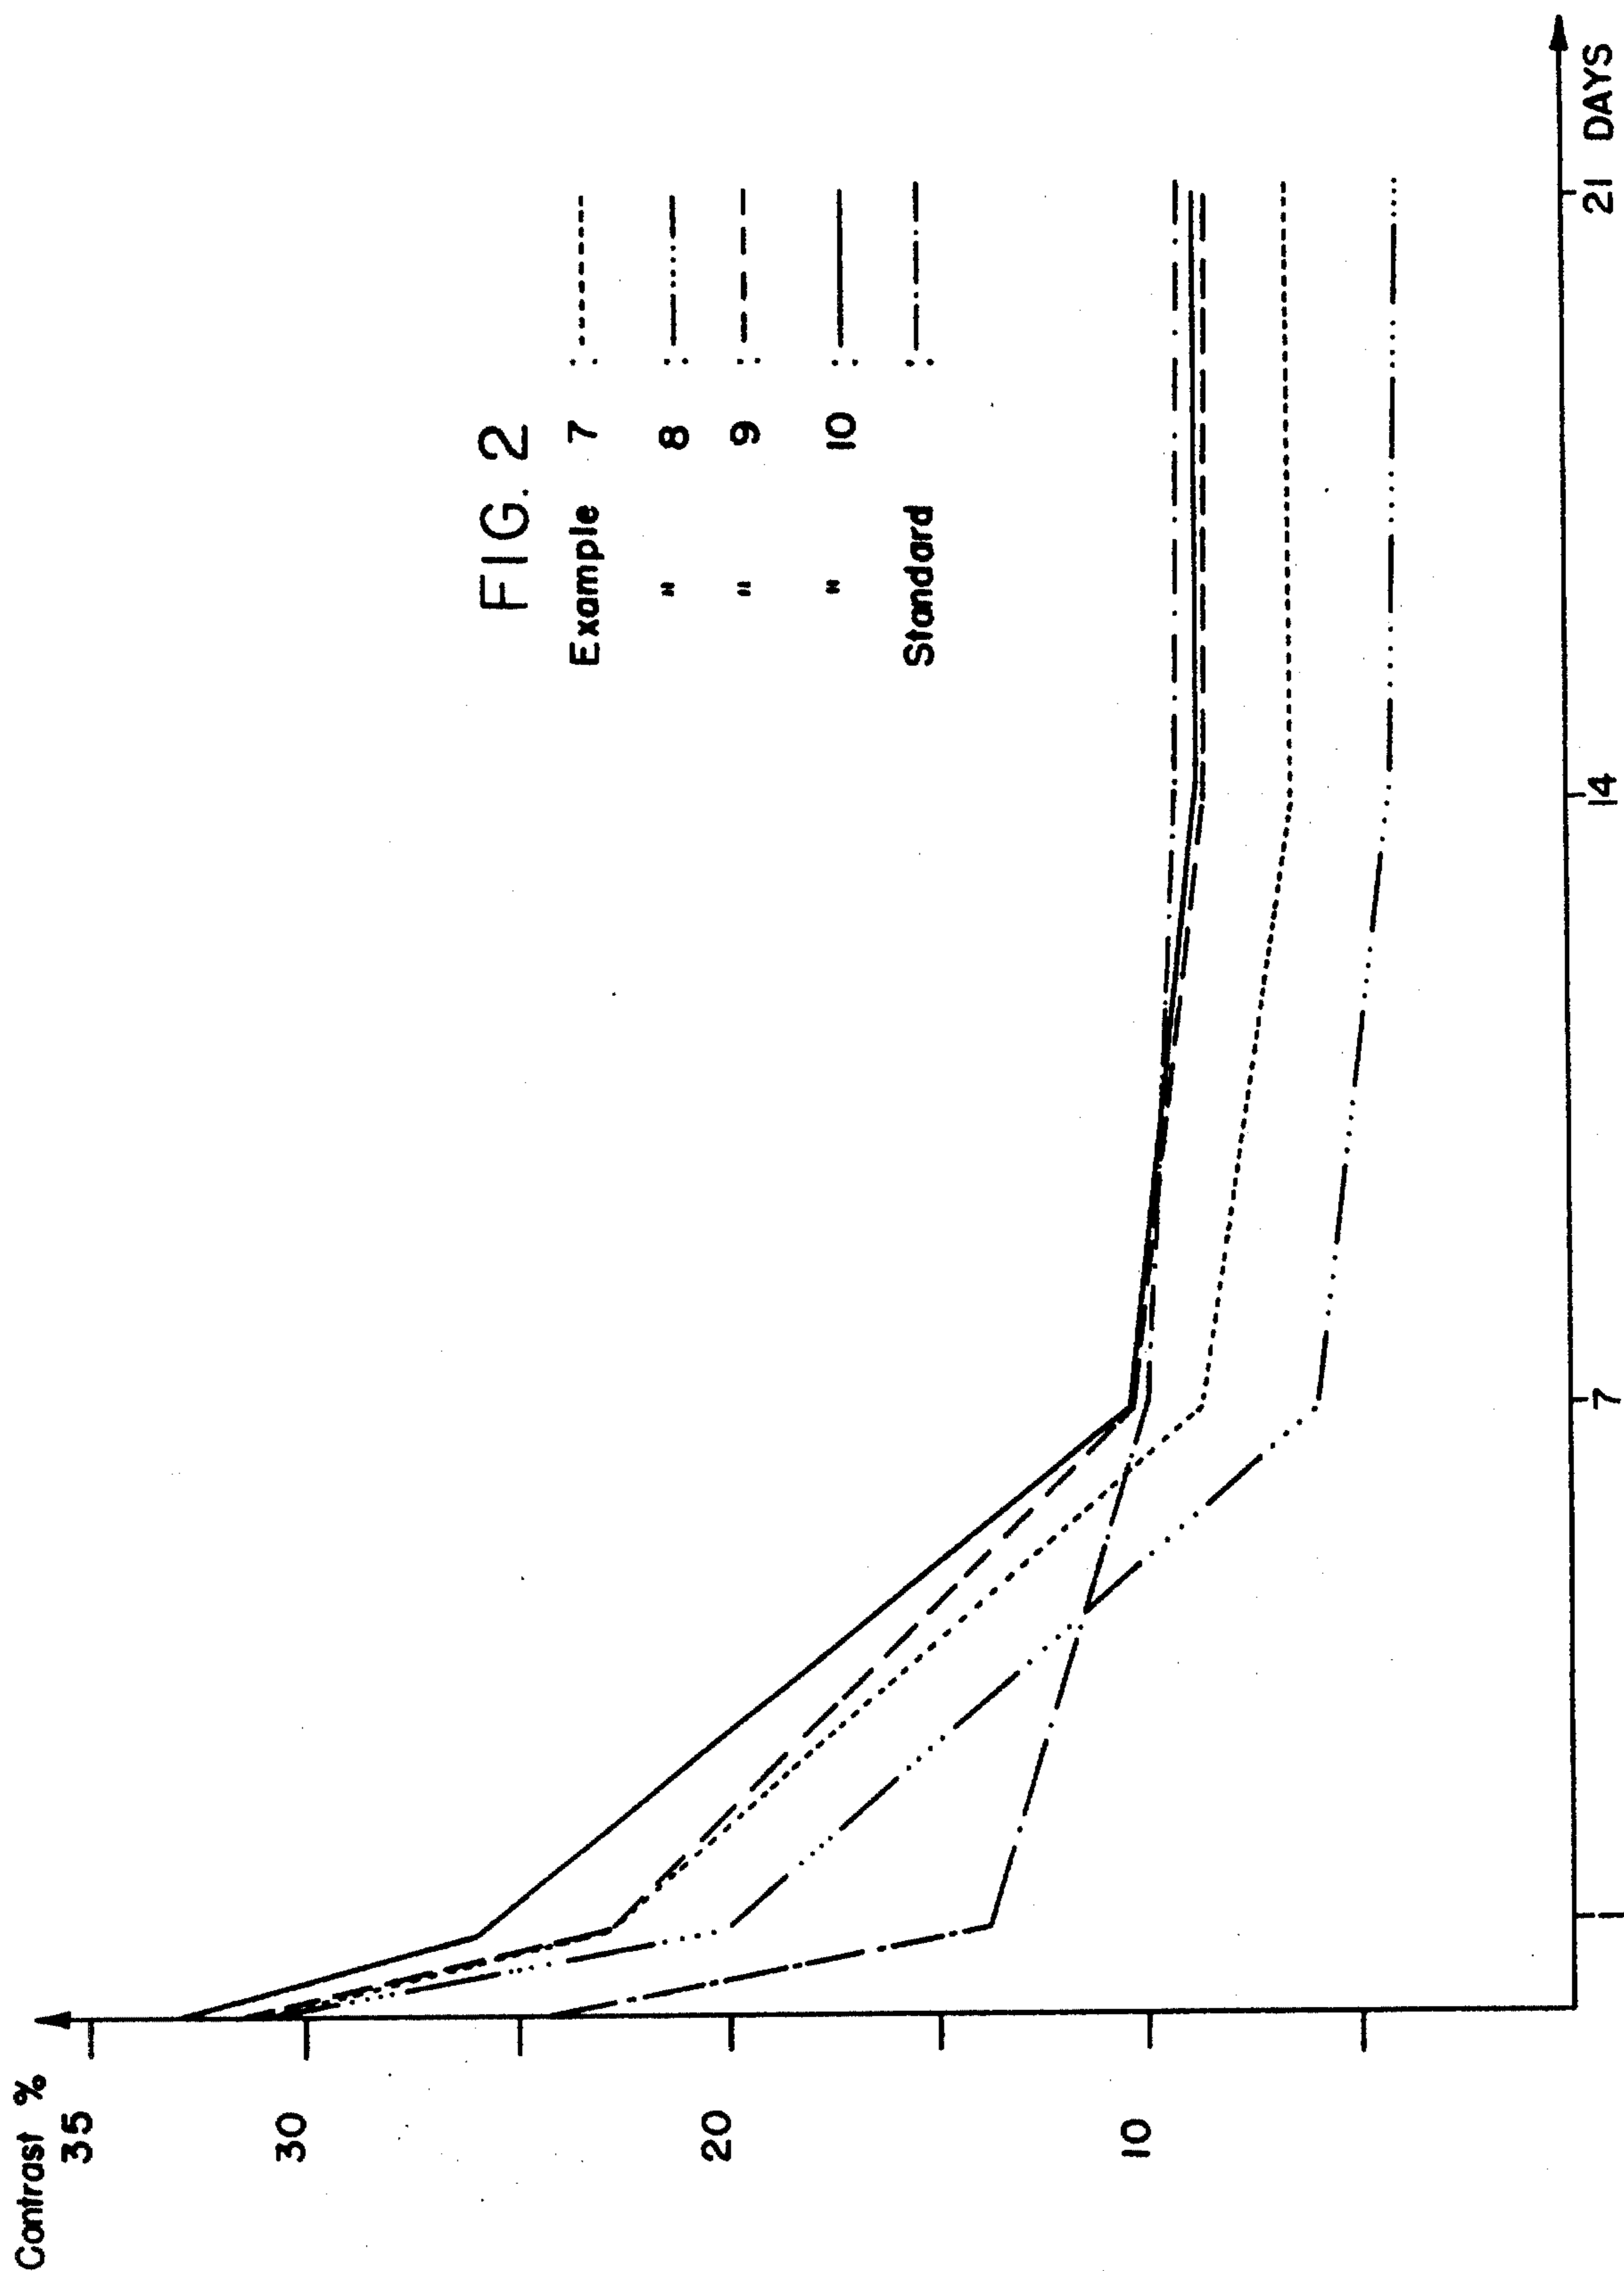 FIG. 2
Example 7 :
" 8 :
" 9 :
" 10 :
Standard :
Contrast %
35
30
20
10
1
7
14
21 DAYS